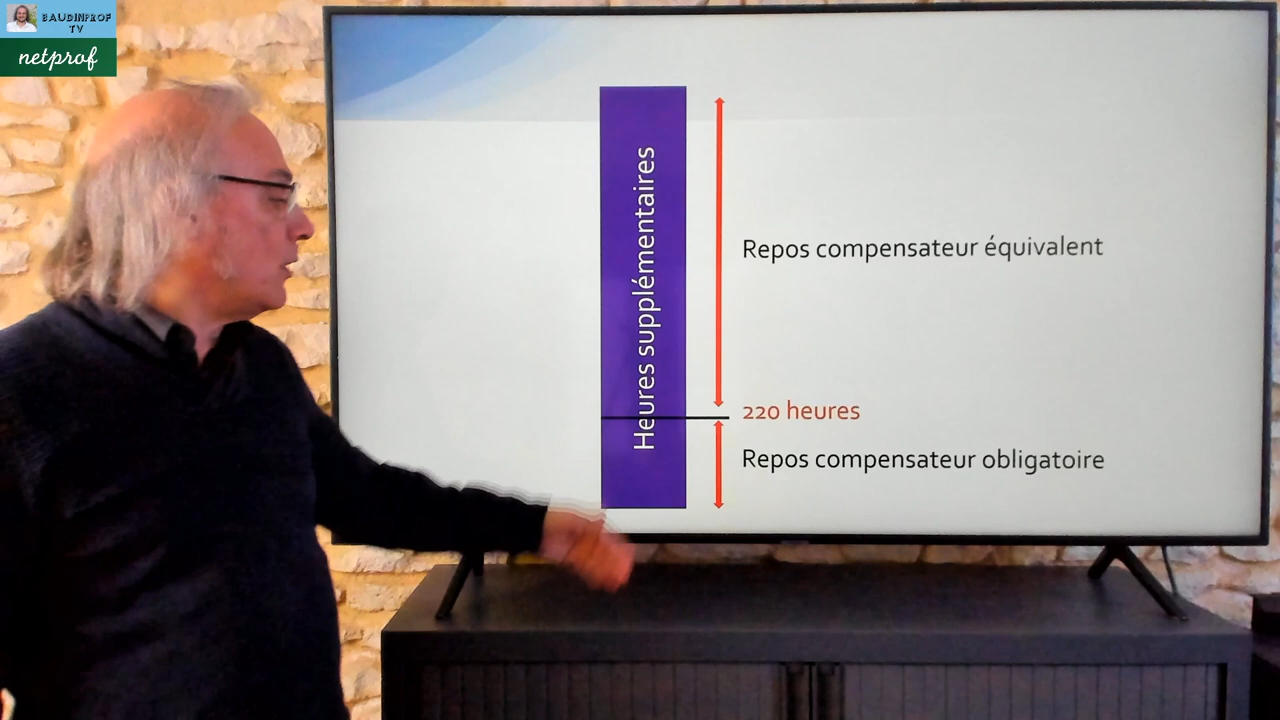 BAUDINPROF
TV
netprof
Heures supplémentaires
Repos compensateur équivalent
220 heures
Repos compensateur obligatoire